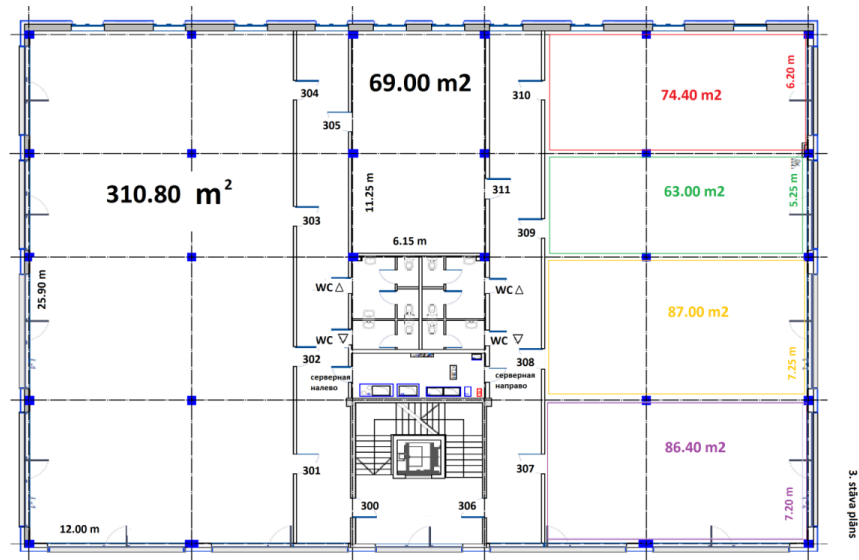 304
69.00 m2
310
74.40 m2
6.20 m
305
310.80 m²
11.25 m
311
63.00 m2
5.25 m
303
309
6.15 m
25.90 m
WC △
WC △
87.00 m2
WC ▽
WC ▽
302
308
7.25 m
серверная
налево
серверная
направо
86.40 m2
301
307
7.20 m
3. stāva plāns
300
306
12.00 m